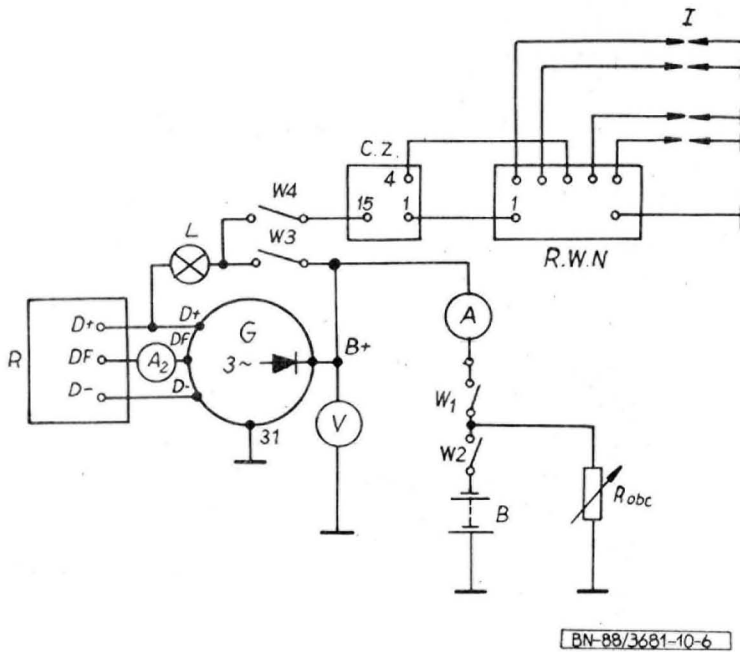 I
C.Z.
4
15
1
1
R.W.N
W4
W3
L
R
D+
DF
D-
A2
D+
DF
D-
G
3~
B+
31
V
A
W1
W2
B
Robc
BN-88/3681-10-6